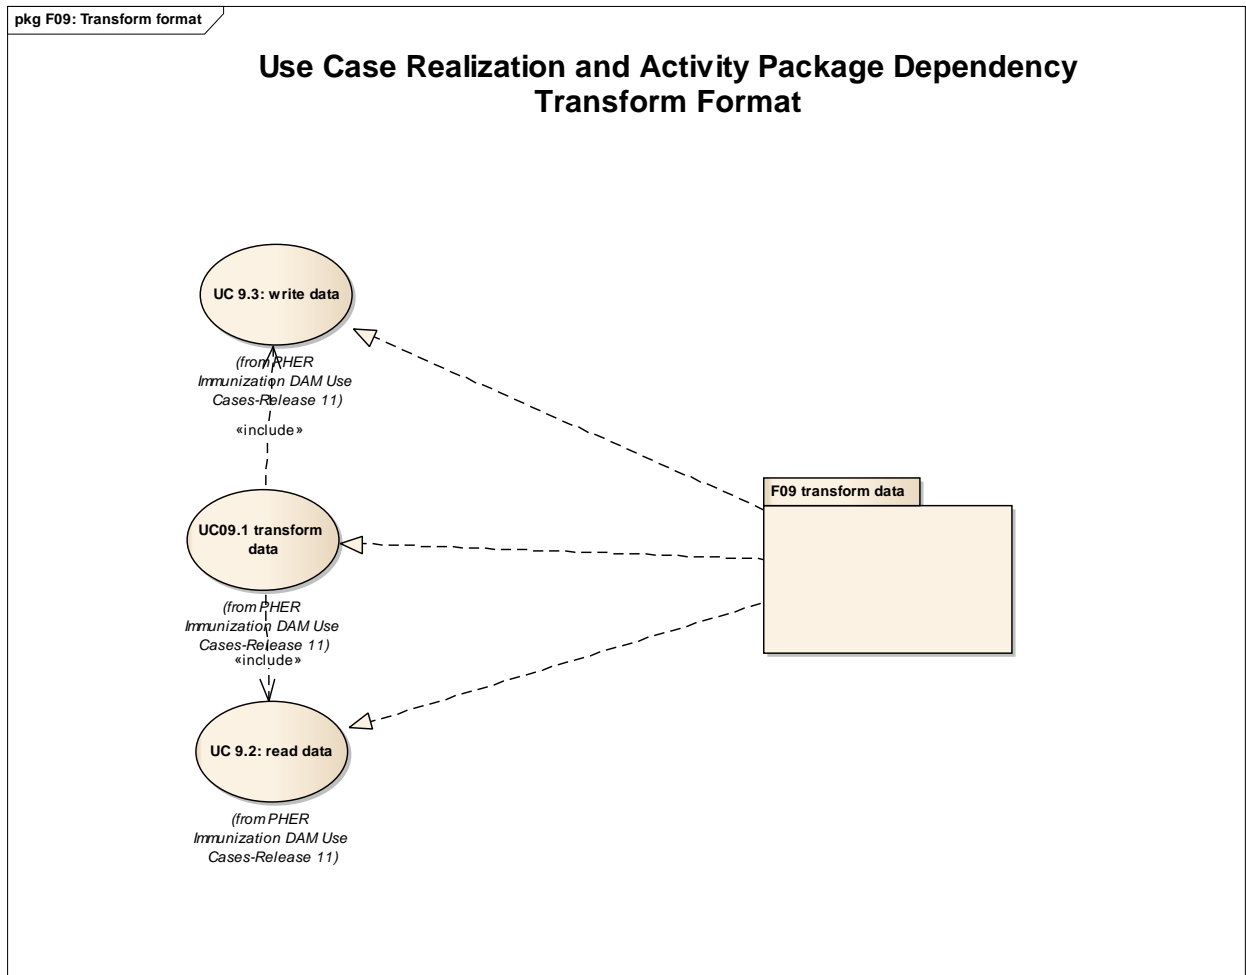 pkg F09: Transform format
Use Case Realization and Activity Package Dependency
Transform Format
UC 9.3: write data
(from PHER
Immunization DAM Use
Cases-Release 11)
«include»
F09 transform data
UC09.1 transform
data
(from PHER
Immunization DAM Use
Cases-Release 11)
«include»
UC 9.2: read data
(from PHER
Immunization DAM Use
Cases-Release 11)